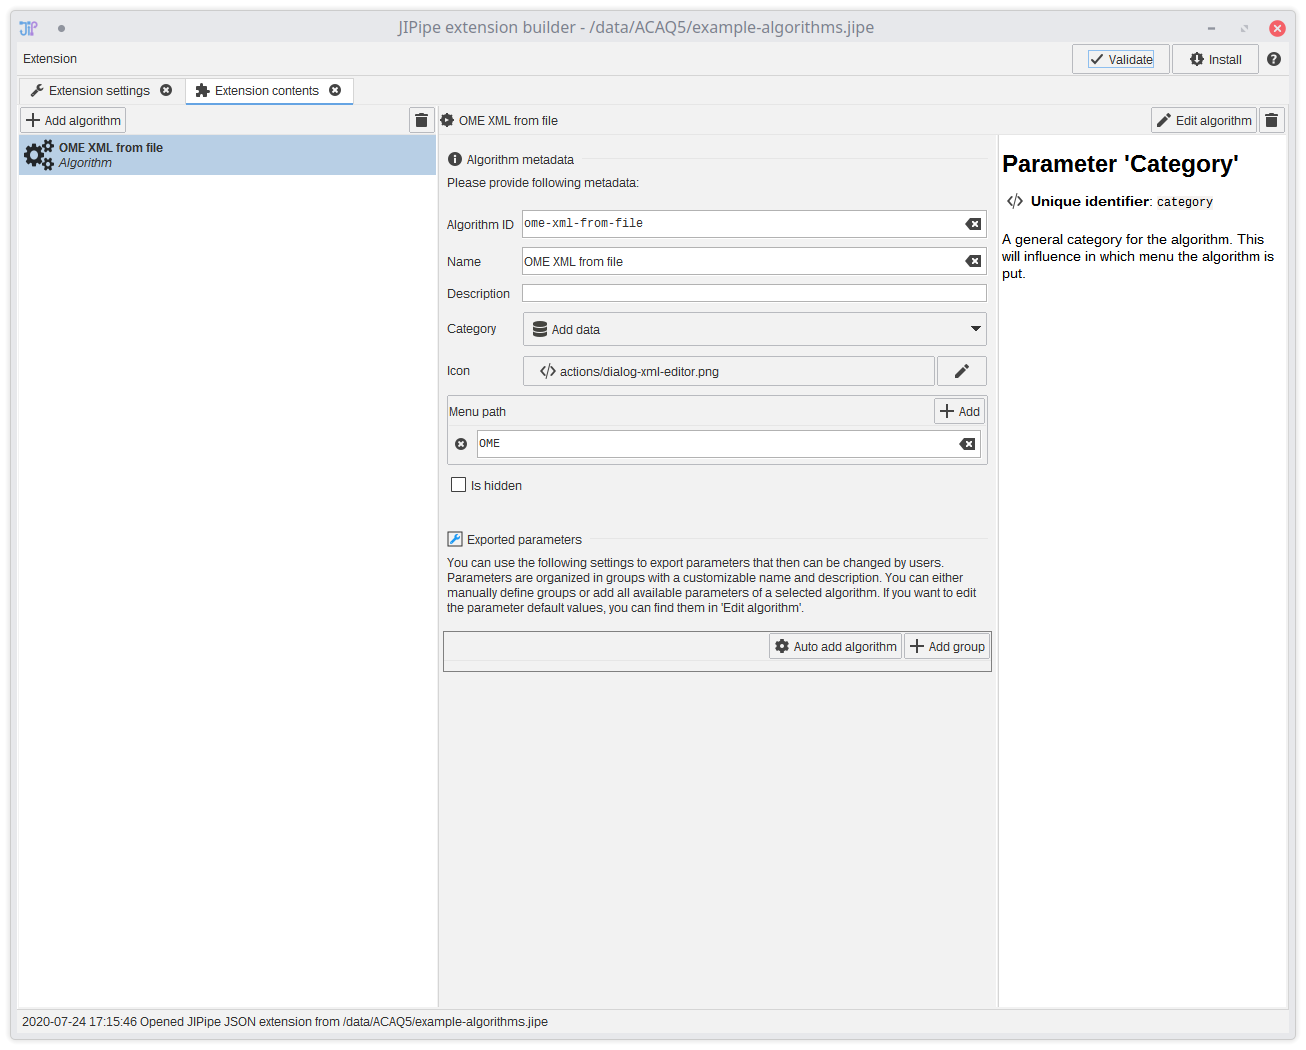 JIPipe extension builder - /data/ACAQ5/example-algorithms.jipe
Extension
Validate
Install
Extension settings
Extension contents
Add algorithm
OME XML from file
Edit algorithm
OME XML from file
Algorithm
Algorithm metadata
Please provide following metadata:
Algorithm ID
ome-xml-from-file
Name
OME XML from file
Description
Category
Add data
Icon
actions/dialog-xml-editor.png
Menu path
Add
OME
Is hidden
Exported parameters
You can use the following settings to export parameters that then can be changed by users.
Parameters are organized in groups with a customizable name and description. You can either
manually define groups or add all available parameters of a selected algorithm. If you want to edit
the parameter default values, you can find them in 'Edit algorithm'.
Auto add algorithm
Add group
Parameter 'Category'
Unique identifier: category
A general category for the algorithm. This
will influence in which menu the algorithm is
put.
2020-07-24 17:15:46 Opened JIPipe JSON extension from /data/ACAQ5/example-algorithms.jipe